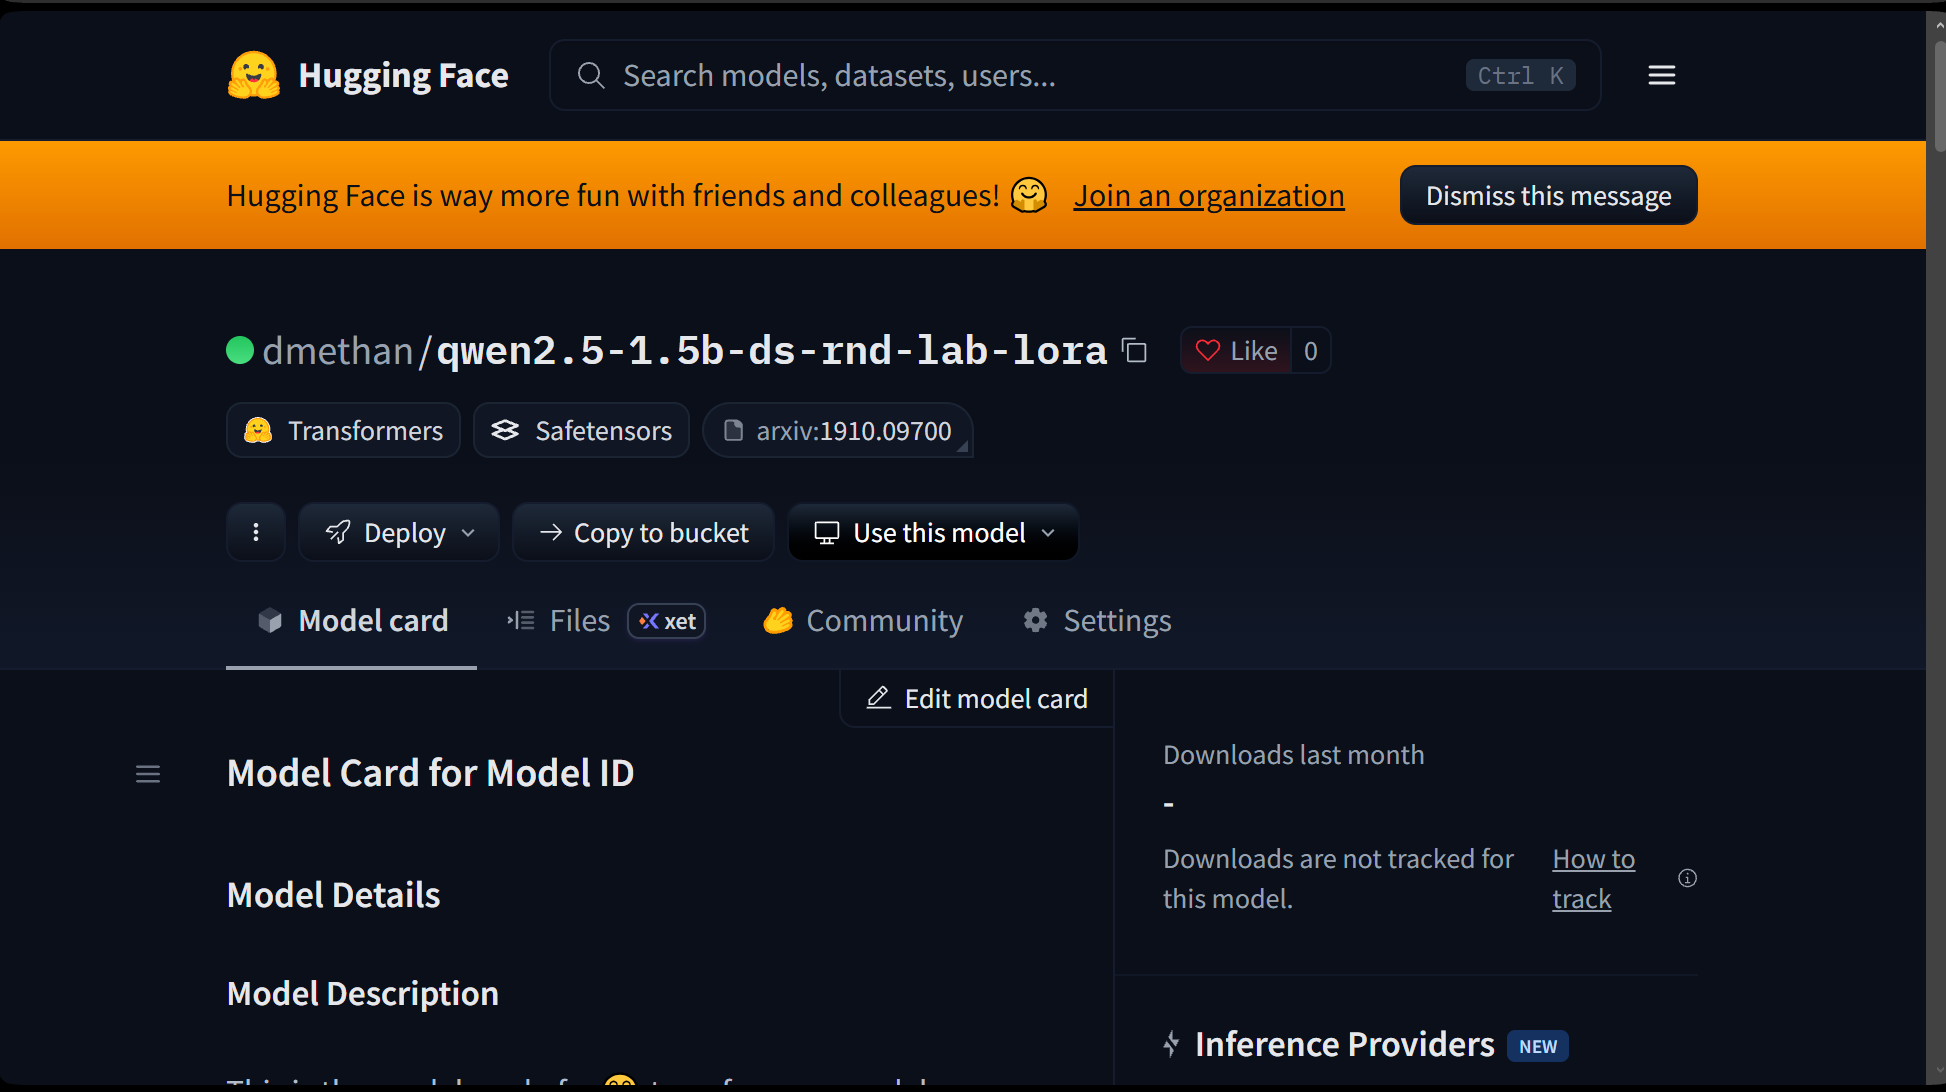 Hugging Face
Search models, datasets, users...
Ctrl K
Hugging Face is way more fun with friends and colleagues! 🤗 Join an organization
Dismiss this message
dmethan/qwen2.5-1.5b-ds-rnd-lab-lora
Like 0
Transformers
Safetensors
arxiv:1910.09700
Deploy
Copy to bucket
Use this model
Model card
Files
xet
Community
Settings
Edit model card
Model Card for Model ID
Model Details
Model Description
Downloads last month
-
Downloads are not tracked for
this model.
How to
track
Inference Providers NEW